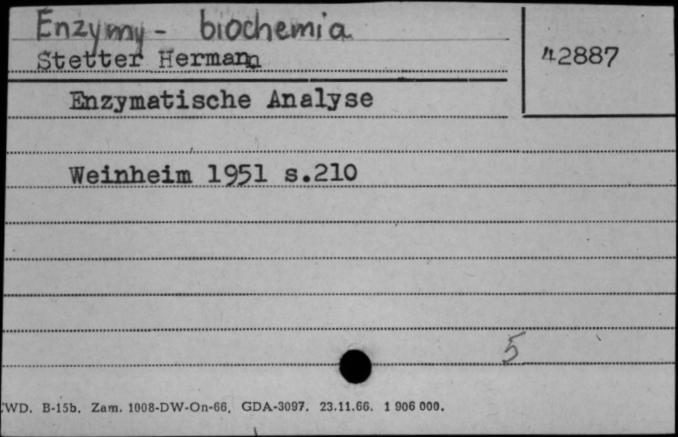 Enzymy - biochemia
Stetter Hermann
42887
Enzymatische Analyse
Weinheim 1951 s.210
5
WD. B-15b. Zam. 1008-DW-On-66. GDA-3097. 23.11.66. 1 906 000.